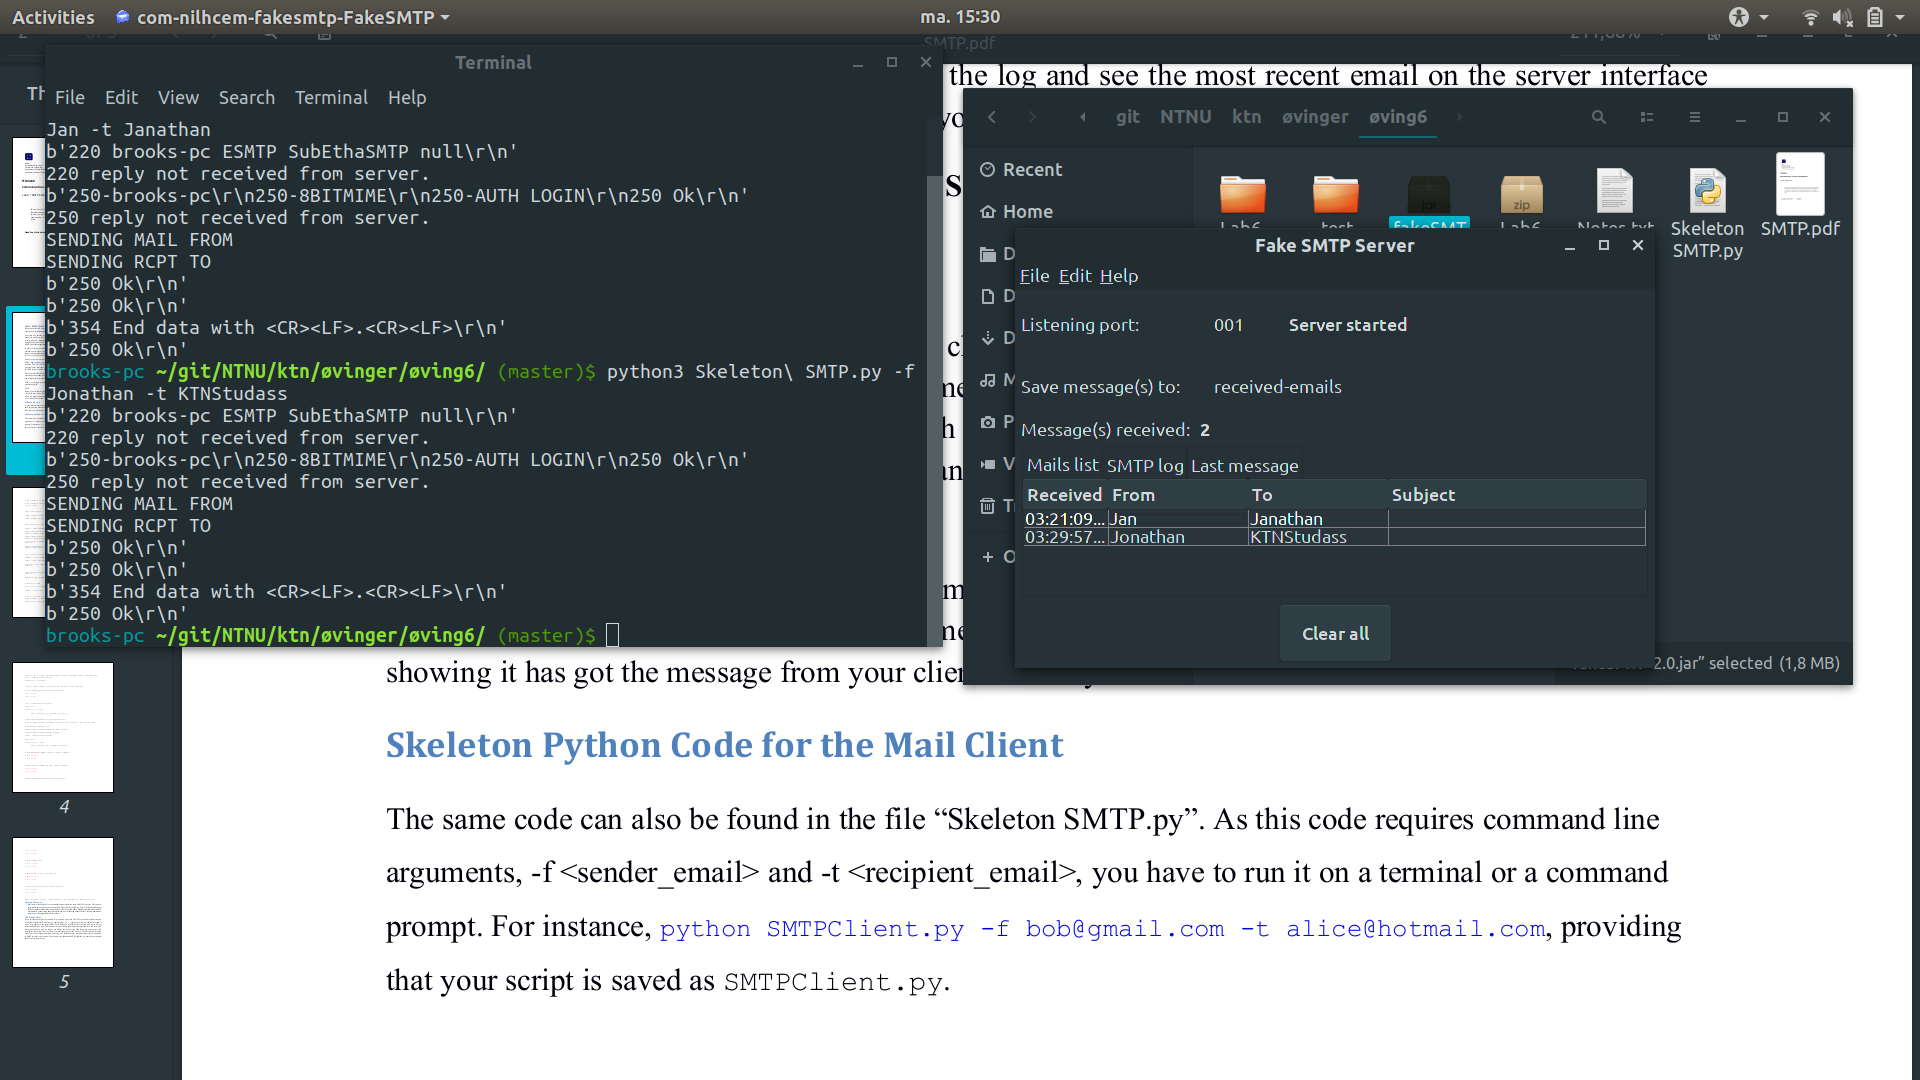 Activities
com-nilhcem-fakesmtp-FakeSMTP
ma. 15:30
SMTP.pdf
Terminal
File Edit View Search Terminal Help
Jan -t Janathan
b'220 brooks-pc ESMTP SubEthaSMTP null\r\n'
220 reply not received from server.
b'250-brooks-pc\r\n250-8BITMIME\r\n250-AUTH LOGIN\r\n250 Ok\r\n'
250 reply not received from server.
SENDING MAIL FROM
SENDING RCPT TO
b'250 Ok\r\n'
b'250 Ok\r\n'
b'354 End data with <CR><LF>.<CR><LF>\r\n'
b'250 Ok\r\n'
brooks-pc ~/git/NTNU/ktn/øvinger/øving6/ (master)$ python3 Skeleton\ SMTP.py -f
Jonathan -t KTNStudass
b'220 brooks-pc ESMTP SubEthaSMTP null\r\n'
220 reply not received from server.
b'250-brooks-pc\r\n250-8BITMIME\r\n250-AUTH LOGIN\r\n250 Ok\r\n'
250 reply not received from server.
SENDING MAIL FROM
SENDING RCPT TO
b'250 Ok\r\n'
b'250 Ok\r\n'
b'354 End data with <CR><LF>.<CR><LF>\r\n'
b'250 Ok\r\n'
brooks-pc ~/git/NTNU/ktn/øvinger/øving6/ (master)$
the log and see the most recent email on the server interface
git NTNU ktn øvinger øving6
Recent
Home
Lab6
test
fakeSMT
Lab6
Notes.txt
Skeleton SMTP.py
SMTP.pdf
jar
zip
Fake SMTP Server
File Edit Help
Listening port: 001 Server started
Save message(s) to: received-emails
Message(s) received: 2
Mails list SMTP log Last message
Received From To Subject
03:21:09... Jan Janathan
03:29:57... Jonathan KTNStudass
Clear all
2.0.jar” selected (1,8 MB)
showing it has got the message from your clien
Skeleton Python Code for the Mail Client
The same code can also be found in the file “Skeleton SMTP.py”. As this code requires command line
arguments, -f <sender_email> and -t <recipient_email>, you have to run it on a terminal or a command
prompt. For instance, python SMTPClient.py -f bob@gmail.com -t alice@hotmail.com, providing
that your script is saved as SMTPClient.py.
4
5